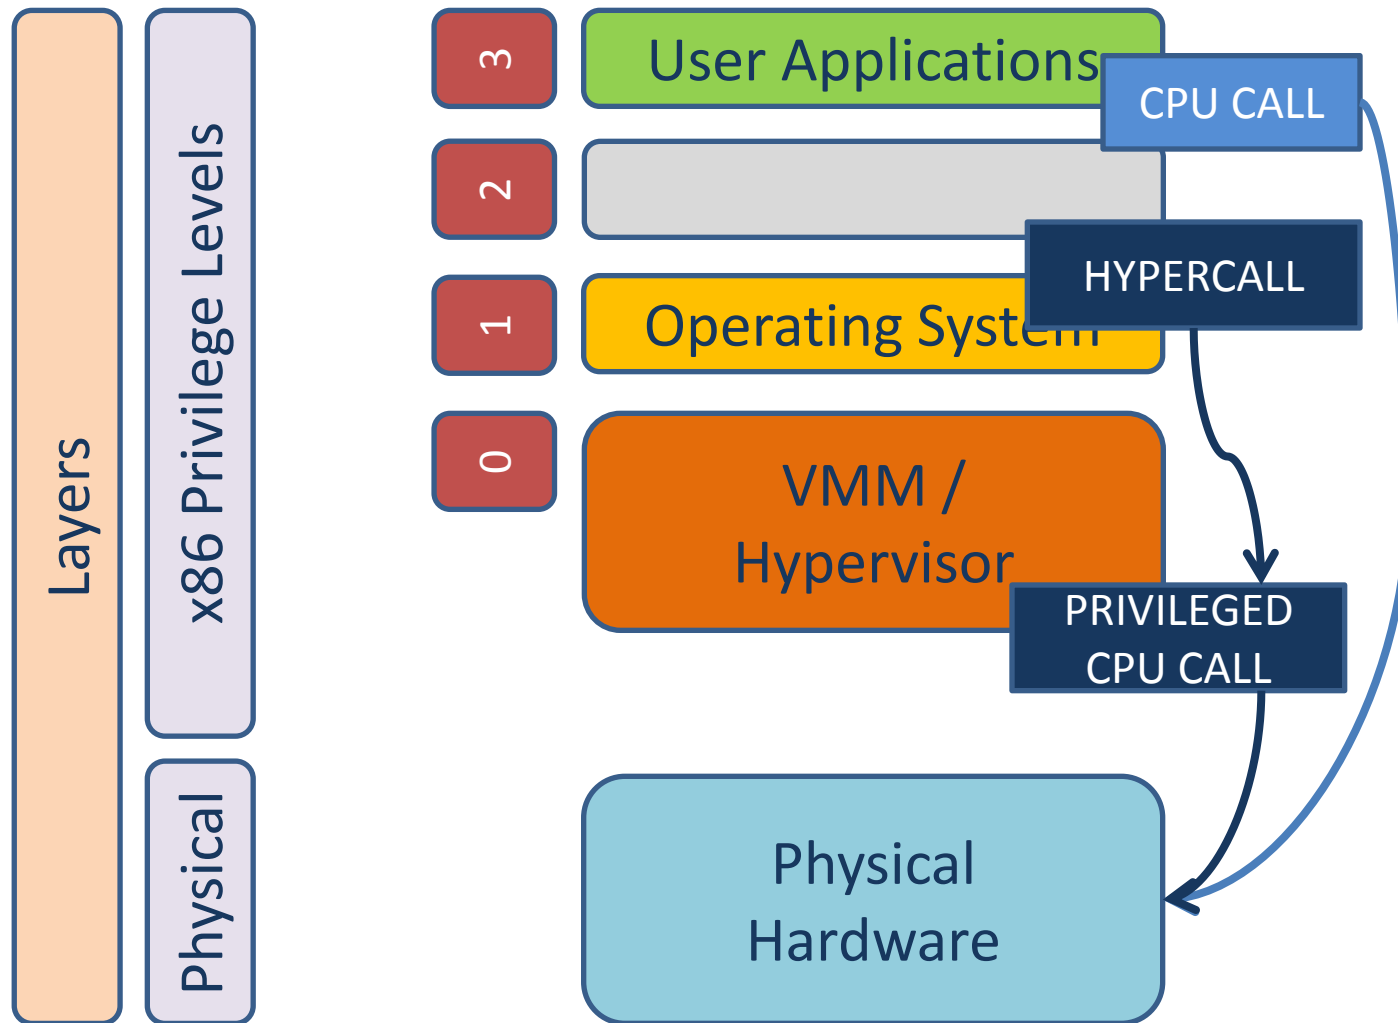 Layers
x86 Privilege Levels
Physical
3
User Applications
CPU CALL
2
HYPERCALL
1
Operating System
0
VMM /
Hypervisor
PRIVILEGED
CPU CALL
Physical
Hardware